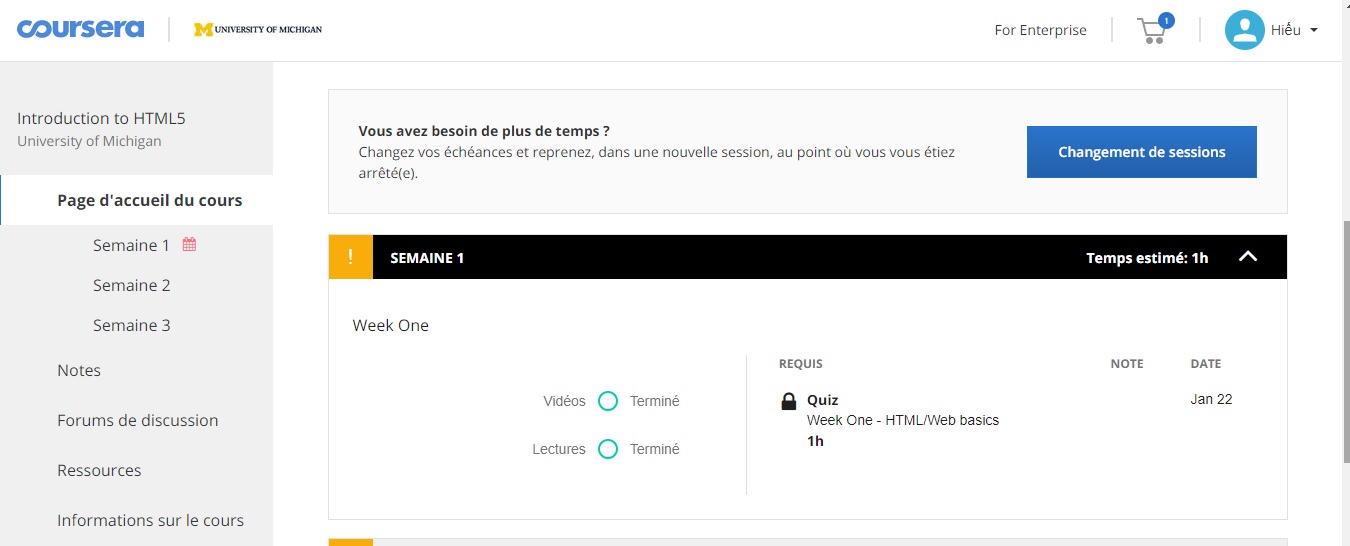 coursera
M UNIVERSITY OF MICHIGAN
For Enterprise
1
Hiếu
Introduction to HTML5
University of Michigan
Page d'accueil du cours
Semaine 1
Semaine 2
Semaine 3
Notes
Forums de discussion
Ressources
Informations sur le cours
Vous avez besoin de plus de temps ?
Changez vos échéances et reprenez, dans une nouvelle session, au point où vous vous étiez
arrêté(e).
Changement de sessions
! SEMAINE 1 Temps estimé: 1h
Week One
Vidéos Terminé
Lectures Terminé
REQUIS NOTE DATE
Quiz Jan 22
Week One - HTML/Web basics
1h